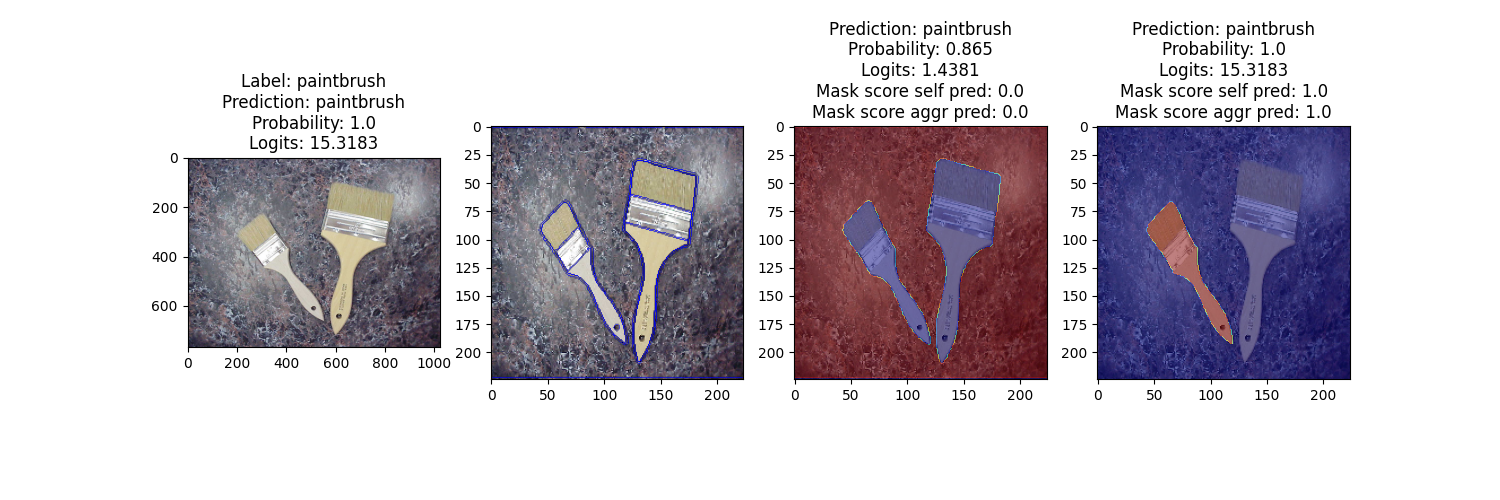 Label: paintbrush
Prediction: paintbrush
Probability: 1.0
Logits: 15.3183
0
200
400
600
0 200 400 600 800 1000
0
25
50
75
100
125
150
175
200
0 50 100 150 200
Prediction: paintbrush
Probability: 0.865
Logits: 1.4381
Mask score self pred: 0.0
Mask score aggr pred: 0.0
0
25
50
75
100
125
150
175
200
0 50 100 150 200
Prediction: paintbrush
Probability: 1.0
Logits: 15.3183
Mask score self pred: 1.0
Mask score aggr pred: 1.0
0
25
50
75
100
125
150
175
200
0 50 100 150 200